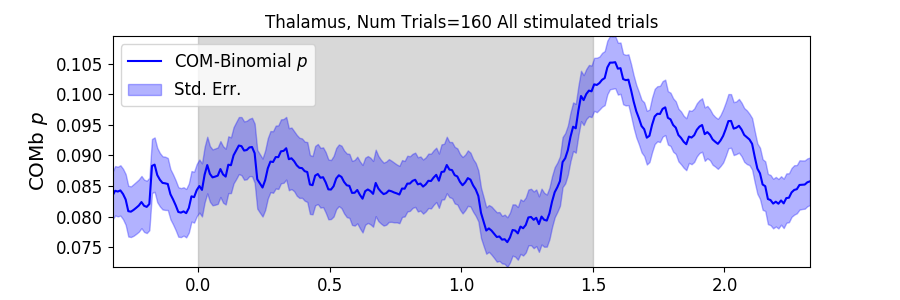 Thalamus, Num Trials=160 All stimulated trials
COM-Binomial p
Std. Err.
COMb p
0.105
0.100
0.095
0.090
0.085
0.080
0.075
0.0 0.5 1.0 1.5 2.0